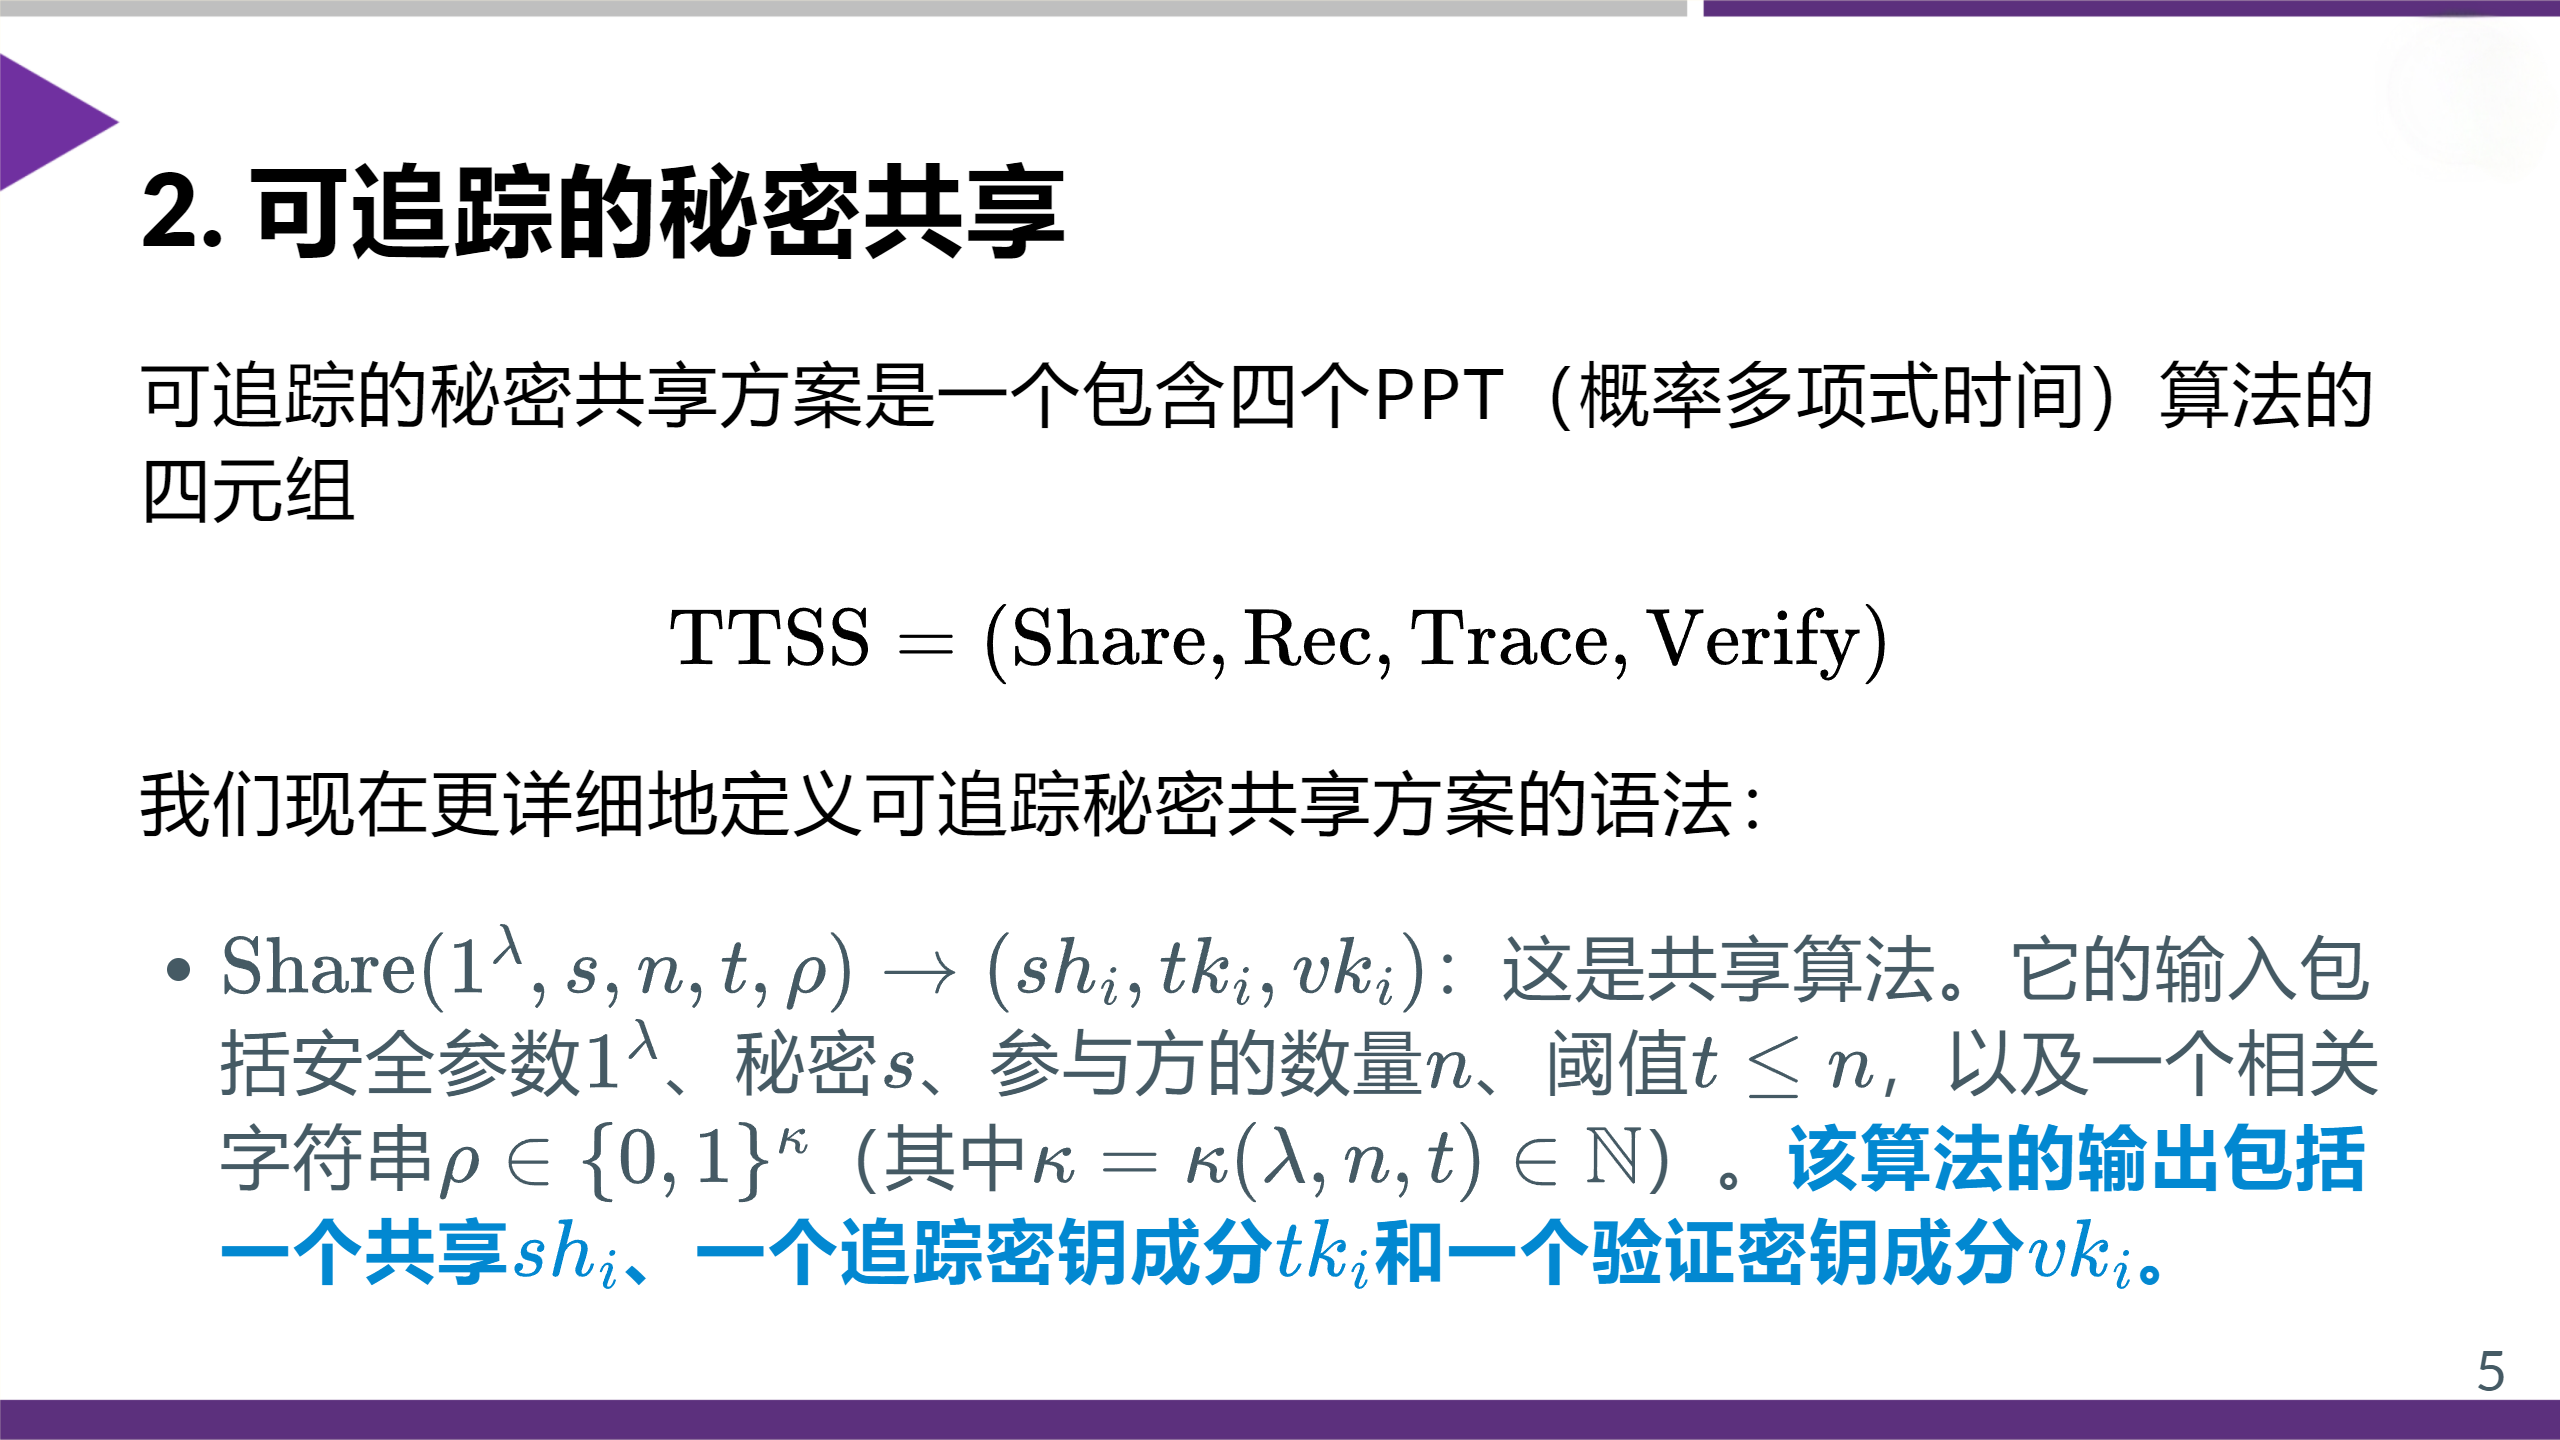 2. 可追踪的秘密共享
可追踪的秘密共享方案是一个包含四个PPT（概率多项式时间）算法的
四元组
TTSS = (Share, Rec, Trace, Verify)
我们现在更详细地定义可追踪秘密共享方案的语法：
• Share(1^λ, s, n, t, ρ) → (sh_i, tk_i, vk_i)：这是共享算法。它的输入包
括安全参数1^λ、秘密s、参与方的数量n、阈值t ≤ n，以及一个相关
字符串ρ ∈ {0, 1}^κ（其中κ = κ(λ, n, t) ∈ ℕ）。该算法的输出包括
一个共享sh_i、一个追踪密钥成分tk_i和一个验证密钥成分vk_i。
5